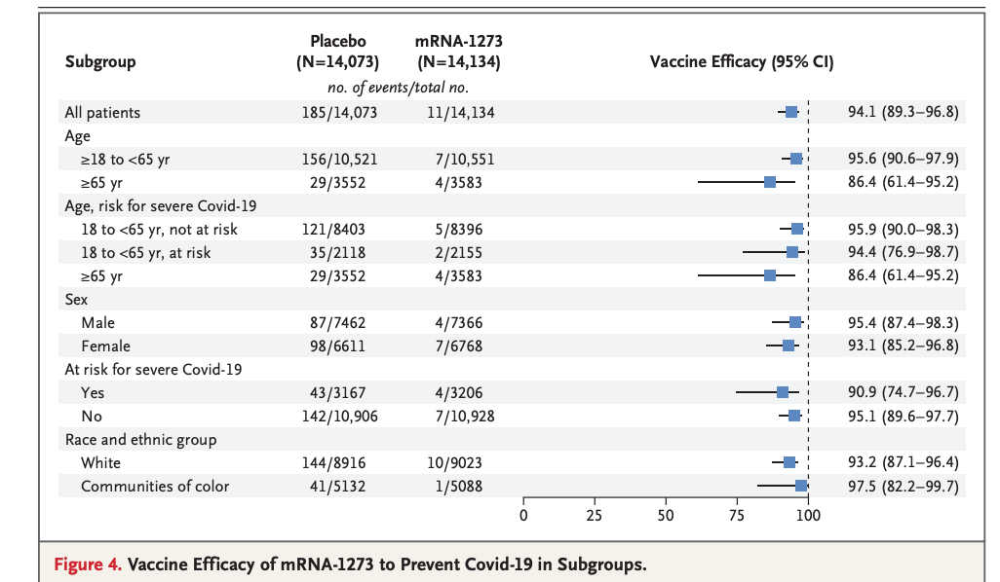 Placebo mRNA-1273
Subgroup (N=14,073) (N=14,134) Vaccine Efficacy (95% CI)
no. of events/total no.
All patients 185/14,073 11/14,134 94.1 (89.3–96.8)
Age
≥18 to <65 yr 156/10,521 7/10,551 95.6 (90.6–97.9)
≥65 yr 29/3552 4/3583 86.4 (61.4–95.2)
Age, risk for severe Covid-19
18 to <65 yr, not at risk 121/8403 5/8396 95.9 (90.0–98.3)
18 to <65 yr, at risk 35/2118 2/2155 94.4 (76.9–98.7)
≥65 yr 29/3552 4/3583 86.4 (61.4–95.2)
Sex
Male 87/7462 4/7366 95.4 (87.4–98.3)
Female 98/6611 7/6768 93.1 (85.2–96.8)
At risk for severe Covid-19
Yes 43/3167 4/3206 90.9 (74.7–96.7)
No 142/10,906 7/10,928 95.1 (89.6–97.7)
Race and ethnic group
White 144/8916 10/9023 93.2 (87.1–96.4)
Communities of color 41/5132 1/5088 97.5 (82.2–99.7)
0 25 50 75 100
Figure 4. Vaccine Efficacy of mRNA-1273 to Prevent Covid-19 in Subgroups.